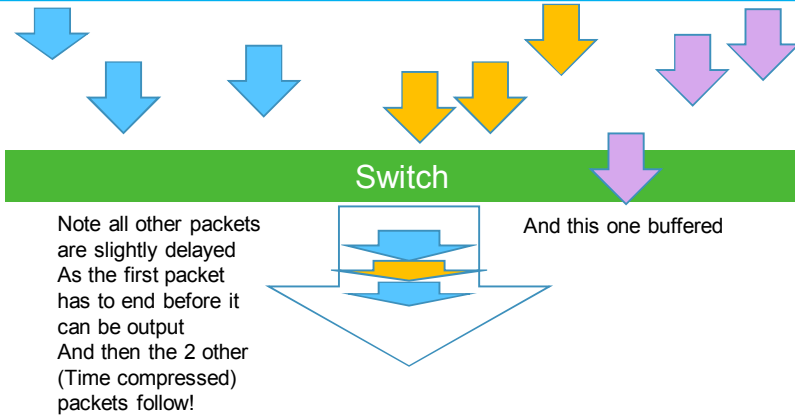 Switch
Note all other packets
are slightly delayed
As the first packet
has to end before it
can be output
And then the 2 other
(Time compressed)
packets follow!
And this one buffered